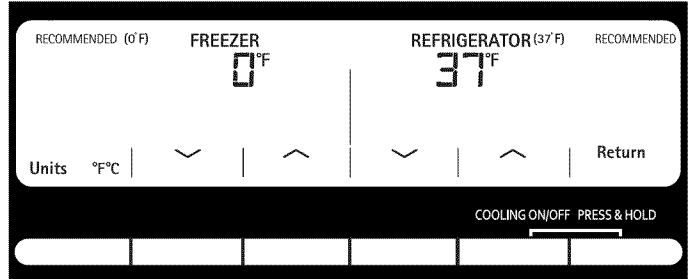 RECOMMENDED (0°F) FREEZER REFRIGERATOR (37°F) RECOMMENDED
0°F 37°F
Units °F°C Return
COOLING ON/OFF PRESS & HOLD